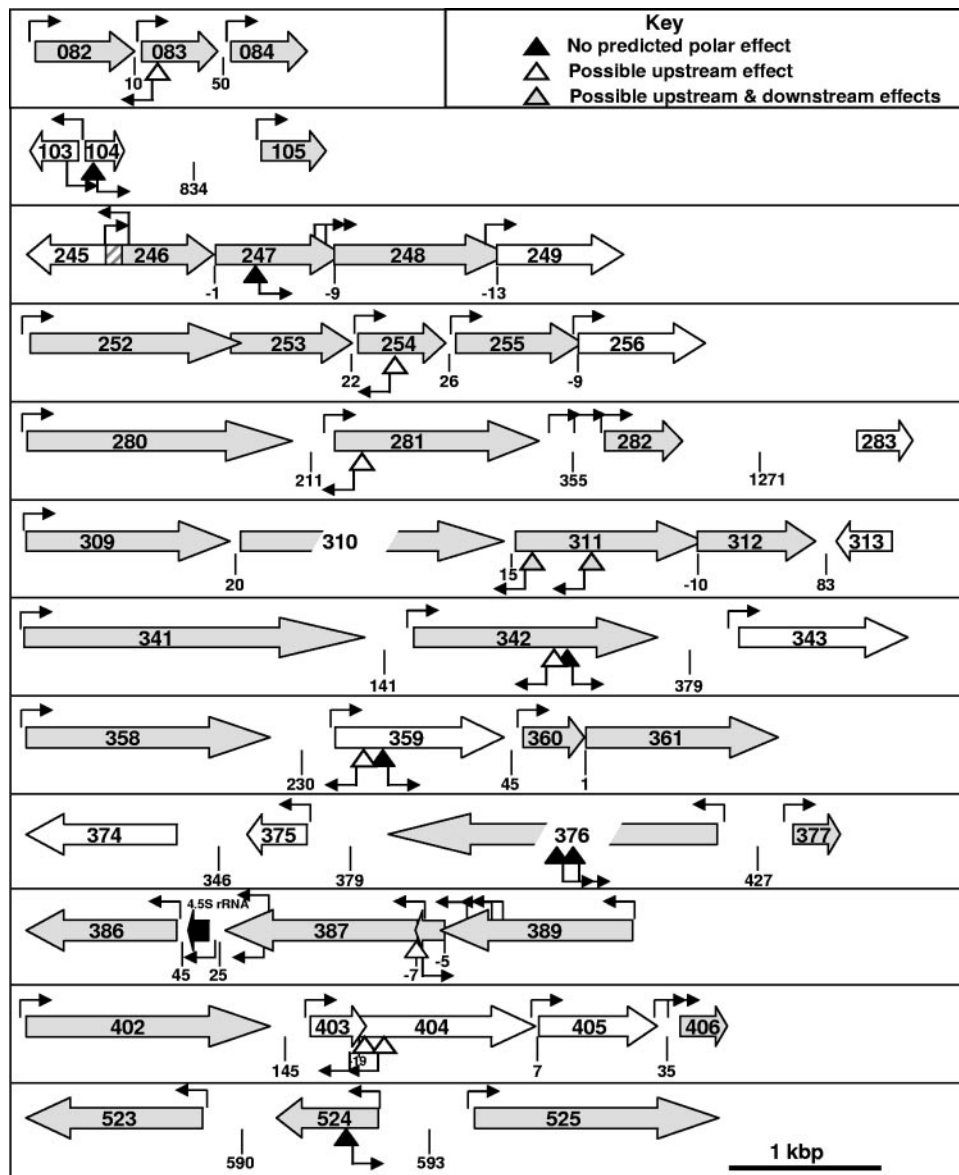 Key
No predicted polar effect
Possible upstream effect
Possible upstream & downstream effects
082 083 084
10 50
103 104 105
834
245 246 247 248 249
-1 -9 -13
252 253 254 255 256
22 26 -9
280 281 282 283
211 355 1271
309 310 311 312 313
20 15 -10 83
341 342 343
141 379
358 359 360 361
230 45 1
374 375 376 377
346 379 427
4.5S rRNA
386 387 389
45 25 -7 -5
402 403 404 405 406
-19
145 7 35
523 524 525
590 593
1 kbp